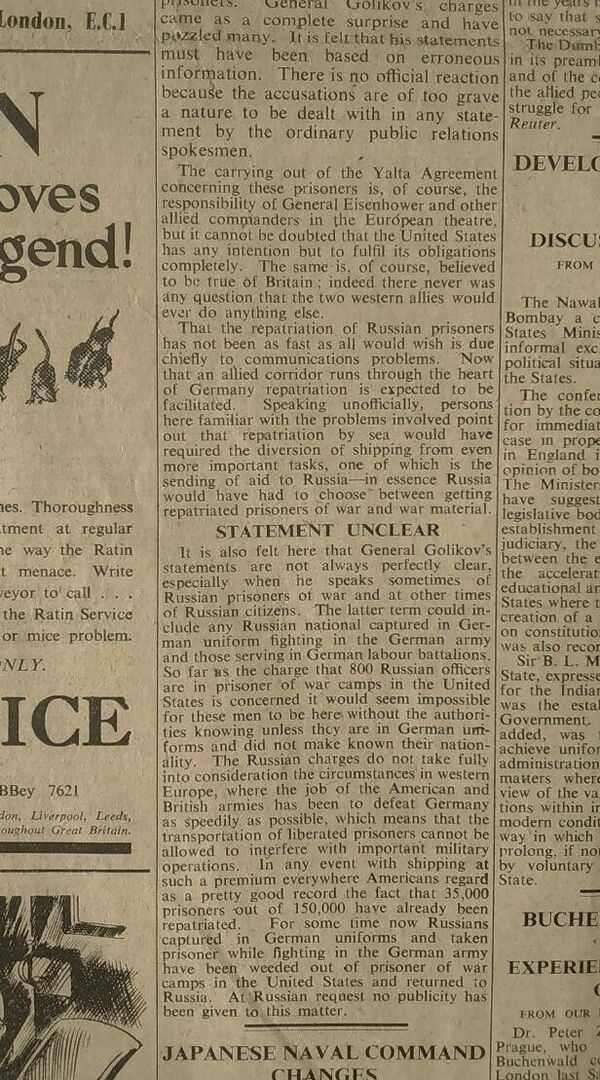 London, E.C.1
N
oves
gend!
nes. Thoroughness
tment at regular
he way the Ratin
t menace. Write
veyor to call . . .
the Ratin Service
or mice problem.
ONLY.
ICE
BBey 7621
don, Liverpool, Leeds,
oughout Great Britain.
prisoners. General Golikov's charges
came as a complete surprise and have
puzzled many. It is felt that his statements
must have been based on erroneous
information. There is no official reaction
because the accusations are of too grave
a nature to be dealt with in any state-
ment by the ordinary public relations
spokesmen.
The carrying out of the Yalta Agreement
concerning these prisoners is, of course, the
responsibility of General Eisenhower and other
allied commanders in the European theatre,
but it cannot be doubted that the United States
has any intention but to fulfil its obligations
completely. The same is, of course, believed
to be true of Britain ; indeed there never was
any question that the two western allies would
ever do anything else.
That the repatriation of Russian prisoners
has not been as fast as all would wish is due
chiefly to communications problems. Now
that an allied corridor runs through the heart
of Germany repatriation is expected to be
facilitated. Speaking unofficially, persons
here familiar with the problems involved point
out that repatriation by sea would have
required the diversion of shipping from even
more important tasks, one of which is the
sending of aid to Russia—in essence Russia
would have had to choose between getting
repatriated prisoners of war and war material.
STATEMENT UNCLEAR
It is also felt here that General Golikov's
statements are not always perfectly clear,
especially when he speaks sometimes of
Russian prisoners of war and at other times
of Russian citizens. The latter term could in-
clude any Russian national captured in Ger-
man uniform fighting in the German army
and those serving in German labour battalions.
So far as the charge that 800 Russian officers
are in prisoner of war camps in the United
States is concerned it would seem impossible
for these men to be here without the authori-
ties knowing unless they are in German uni-
forms and did not make known their nation-
ality. The Russian charges do not take fully
into consideration the circumstances in western
Europe, where the job of the American and
British armies has been to defeat Germany
as speedily as possible, which means that the
transportation of liberated prisoners cannot be
allowed to interfere with important military
operations. In any event with shipping at
such a premium everywhere Americans regard
as a pretty good record the fact that 35,000
prisoners out of 150,000 have already been
repatriated. For some time now Russians
captured in German uniforms and taken
prisoner while fighting in the German army
have been weeded out of prisoner of war
camps in the United States and returned to
Russia. At Russian request no publicity has
been given to this matter.
JAPANESE NAVAL COMMAND
CHANGES
in the years
to say that s
not necessar
The Dumb
in its pream
and of the c
the allied pe
struggle for
Reuter.
DEVELO
DISCUS
FROM
The Nawa
Bombay a c
States Minis
informal exc
political situa
the States.
The confer
tion by the co
for immediat
case in prope
in England i
opinion of bo
The Minister
have suggest
legislative bod
establishment
judiciary, the
between the e
the accelerat
educational an
States where t
creation of a
on constitutio
was also recor
Sir B. L. M
State, expresse
for the Indian
was the estal
Government.
added, was
achieve unifor
administration
matters where
view of the va
tions within i
modern condit
way in which
prolong, if no
by voluntary
State.
BUCHE
EXPERIE
FROM OUR
Dr. Peter
Prague, who
Buchenwald c
London last Sa